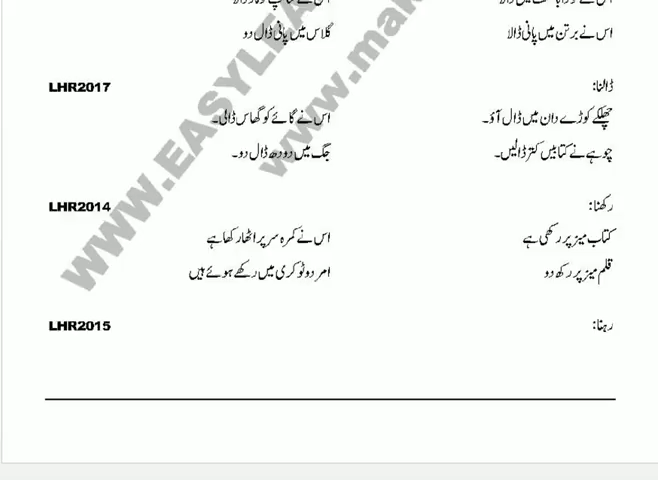 اس نے برتن میں پانی ڈالا گلاس میں پانی ڈال دو
ڈالنا: LHR2017
چھلکے کوڑے دان میں ڈال آؤ۔ اس نے گائے کو گھاس ڈالی۔
چوہے نے کتابیں کتر ڈالیں۔ جگ میں دودھ ڈال دو۔
رکھنا: LHR2014
کتاب میز پر رکھی ہے اس نے کمرہ سر پر اٹھا رکھا ہے
قلم میز پر رکھ دو امرود ٹوکری میں رکھے ہوئے ہیں
رہنا: LHR2015
www.EASYLEA
www.mak